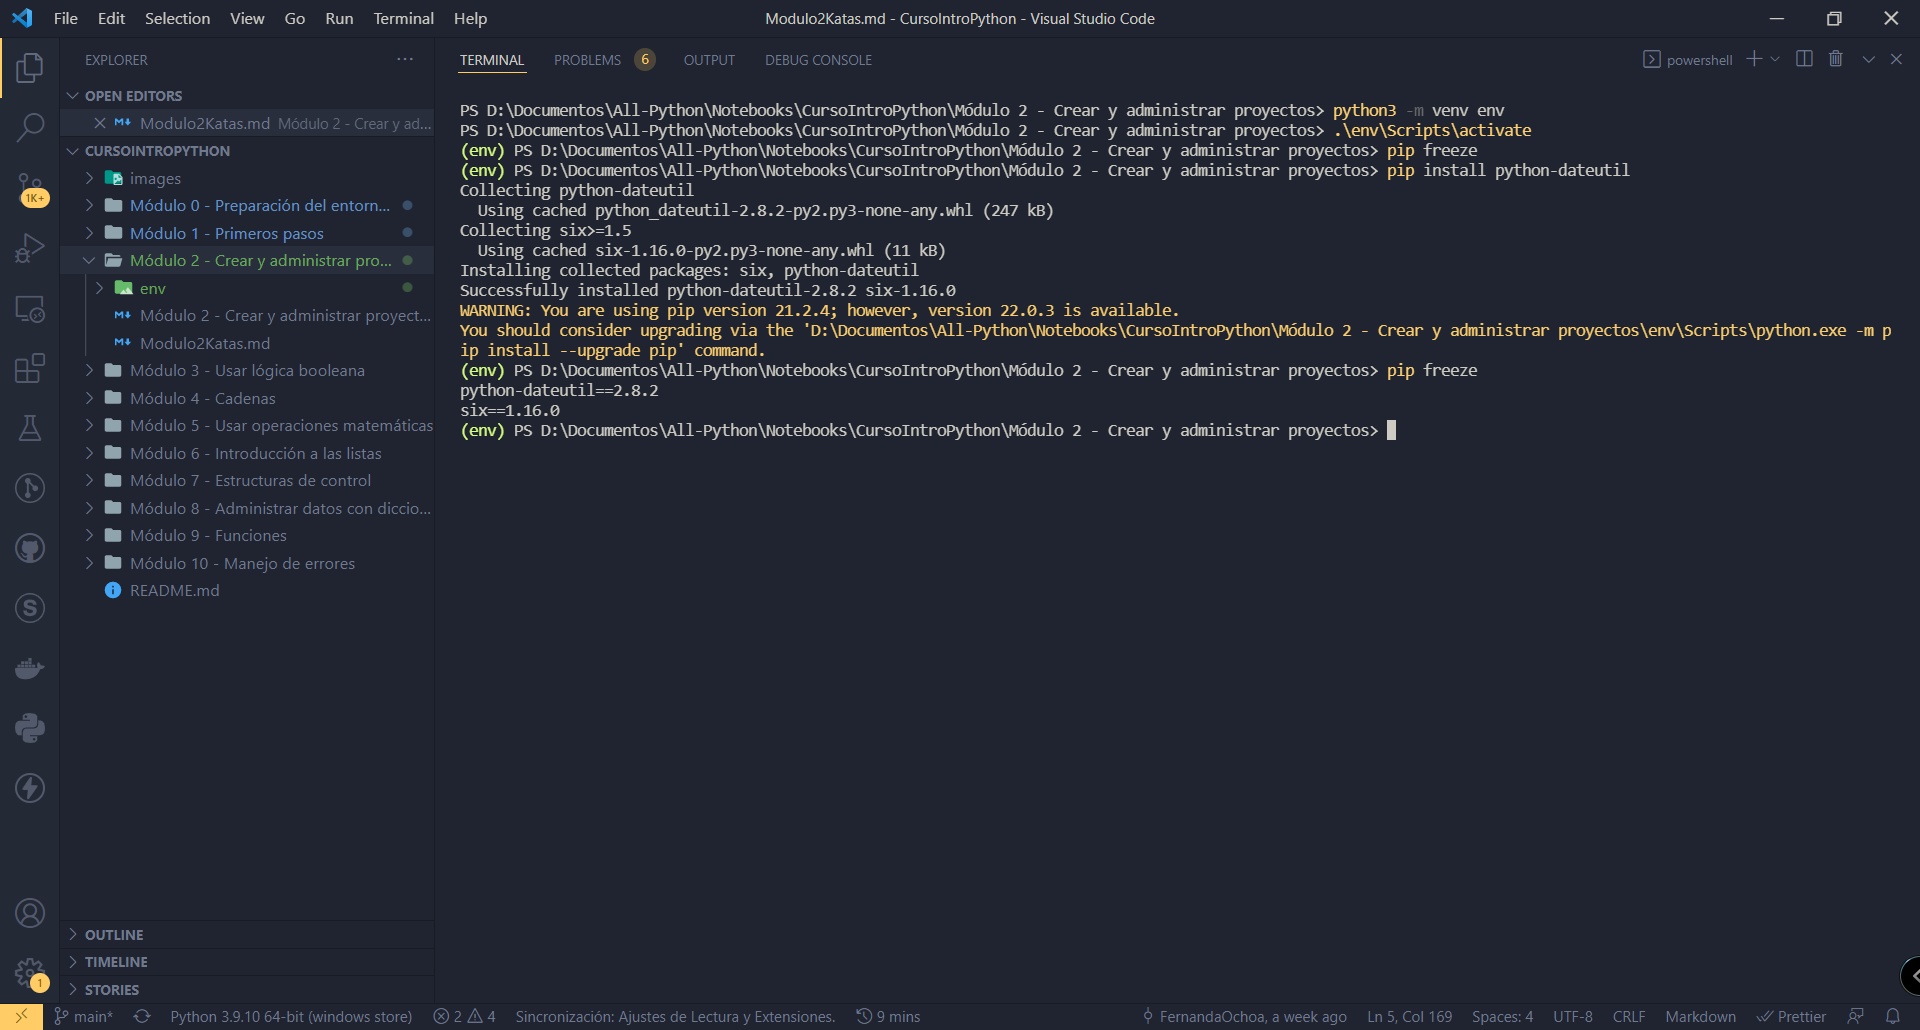 File Edit Selection View Go Run Terminal Help
Modulo2Katas.md - CursoIntroPython - Visual Studio Code
EXPLORER
OPEN EDITORS
Modulo2Katas.md Módulo 2 - Crear y ad...
CURSOINTROPYTHON
images
Módulo 0 - Preparación del entorn...
Módulo 1 - Primeros pasos
Módulo 2 - Crear y administrar pro...
env
Módulo 2 - Crear y administrar proyect...
Modulo2Katas.md
Módulo 3 - Usar lógica booleana
Módulo 4 - Cadenas
Módulo 5 - Usar operaciones matemáticas
Módulo 6 - Introducción a las listas
Módulo 7 - Estructuras de control
Módulo 8 - Administrar datos con diccio...
Módulo 9 - Funciones
Módulo 10 - Manejo de errores
README.md
OUTLINE
TIMELINE
STORIES
1K+
1
TERMINAL PROBLEMS 6 OUTPUT DEBUG CONSOLE
powershell
PS D:\Documentos\All-Python\Notebooks\CursoIntroPython\Módulo 2 - Crear y administrar proyectos> python3 -m venv env
PS D:\Documentos\All-Python\Notebooks\CursoIntroPython\Módulo 2 - Crear y administrar proyectos> .\env\Scripts\activate
(env) PS D:\Documentos\All-Python\Notebooks\CursoIntroPython\Módulo 2 - Crear y administrar proyectos> pip freeze
(env) PS D:\Documentos\All-Python\Notebooks\CursoIntroPython\Módulo 2 - Crear y administrar proyectos> pip install python-dateutil
Collecting python-dateutil
  Using cached python_dateutil-2.8.2-py2.py3-none-any.whl (247 kB)
Collecting six>=1.5
  Using cached six-1.16.0-py2.py3-none-any.whl (11 kB)
Installing collected packages: six, python-dateutil
Successfully installed python-dateutil-2.8.2 six-1.16.0
WARNING: You are using pip version 21.2.4; however, version 22.0.3 is available.
You should consider upgrading via the 'D:\Documentos\All-Python\Notebooks\CursoIntroPython\Módulo 2 - Crear y administrar proyectos\env\Scripts\python.exe -m p
ip install --upgrade pip' command.
(env) PS D:\Documentos\All-Python\Notebooks\CursoIntroPython\Módulo 2 - Crear y administrar proyectos> pip freeze
python-dateutil==2.8.2
six==1.16.0
(env) PS D:\Documentos\All-Python\Notebooks\CursoIntroPython\Módulo 2 - Crear y administrar proyectos>
main* Python 3.9.10 64-bit (windows store) 2 4 Sincronización: Ajustes de Lectura y Extensiones. 9 mins FernandaOchoa, a week ago Ln 5, Col 169 Spaces: 4 UTF-8 CRLF Markdown Prettier